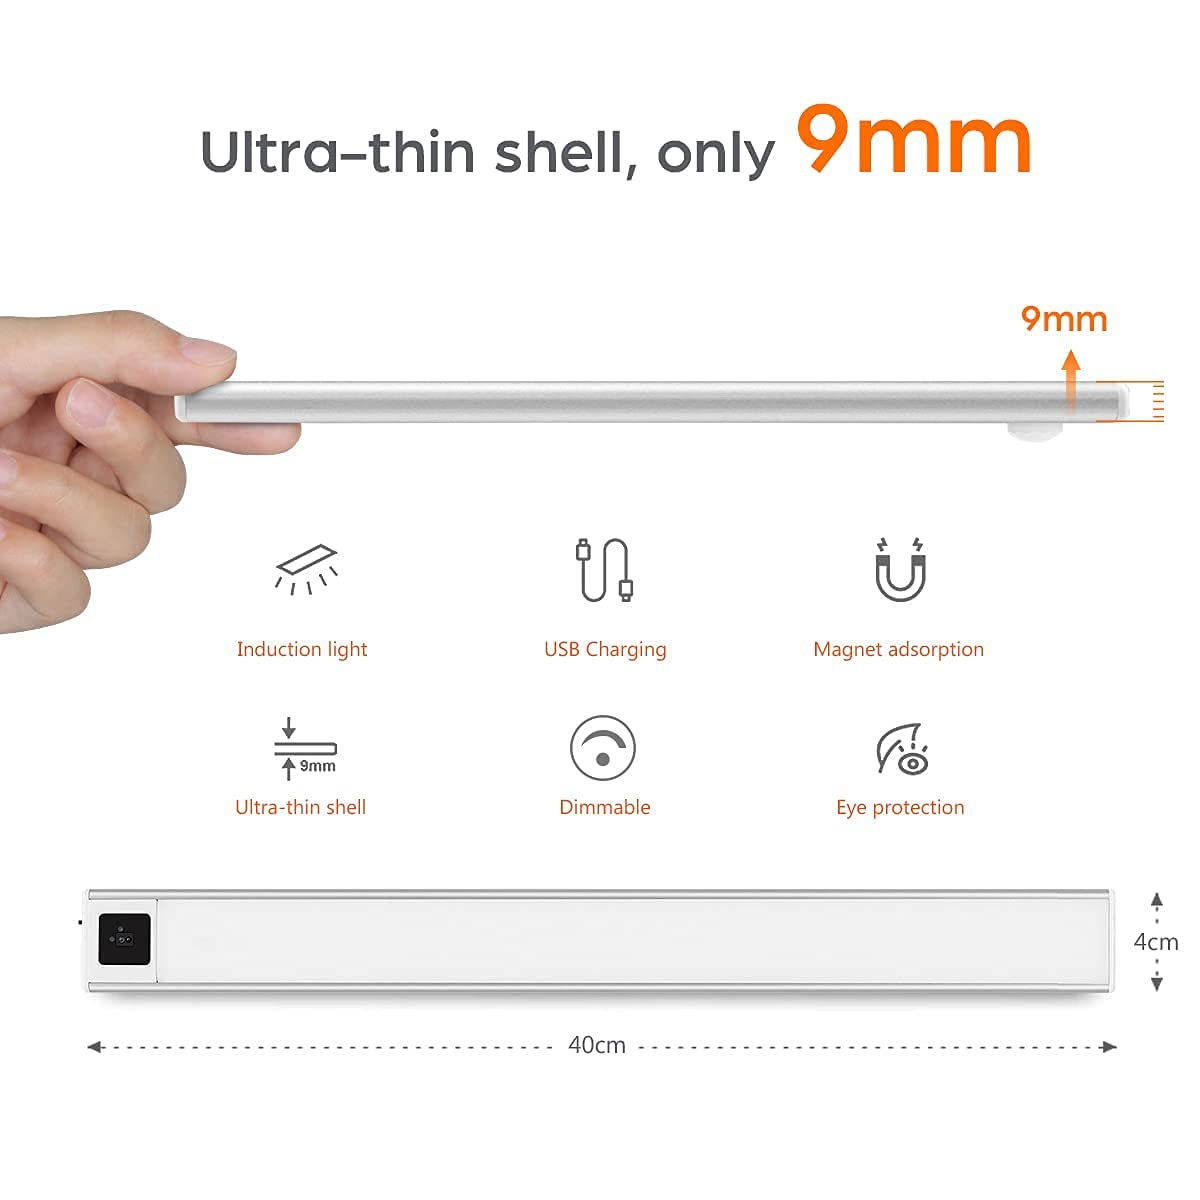 Ultra-thin shell, only 9mm
9mm
Induction light
USB Charging
Magnet adsorption
9mm
Ultra-thin shell
Dimmable
Eye protection
4cm
40cm